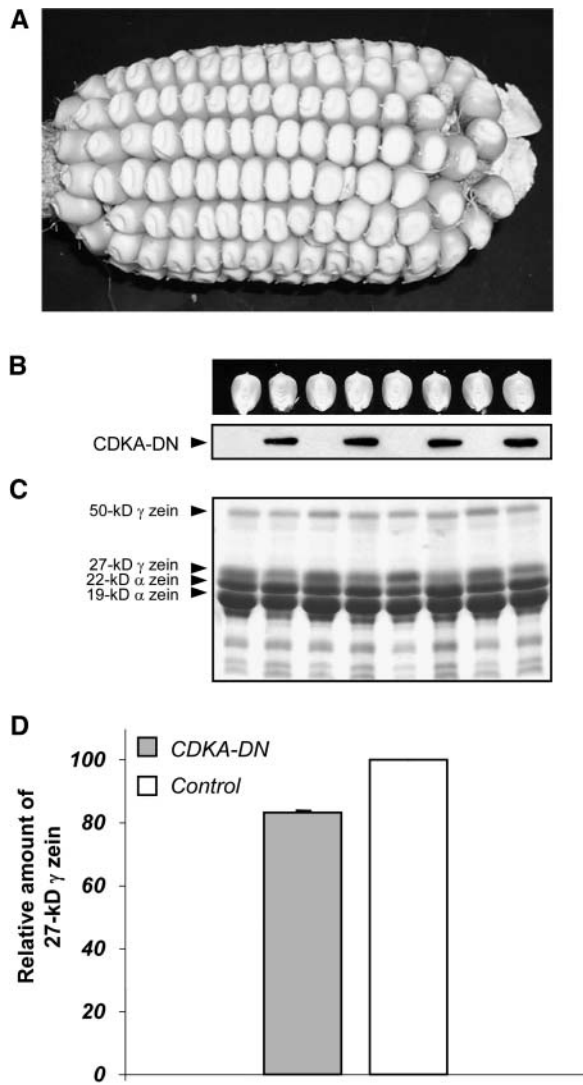 A
B
CDKA-DN
C
50-kD γ zein
27-kD γ zein
22-kD α zein
19-kD α zein
D
CDKA-DN
Control
Relative amount of
27-kD γ zein
100
80
60
40
20
0